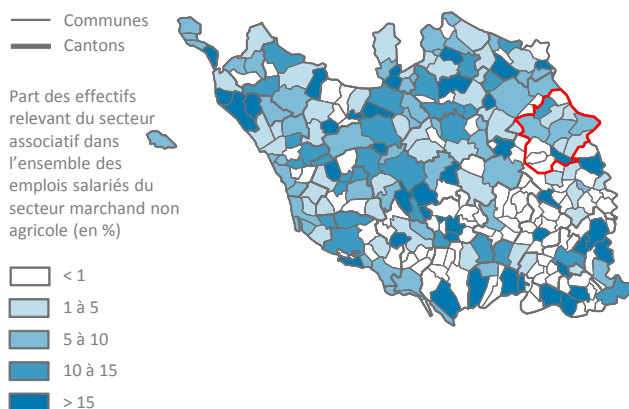 Communes
Cantons
Part des effectifs
relevant du secteur
associatif dans
l'ensemble des
emplois salariés du
secteur marchand non
agricole (en %)
< 1
1 à 5
5 à 10
10 à 15
> 15